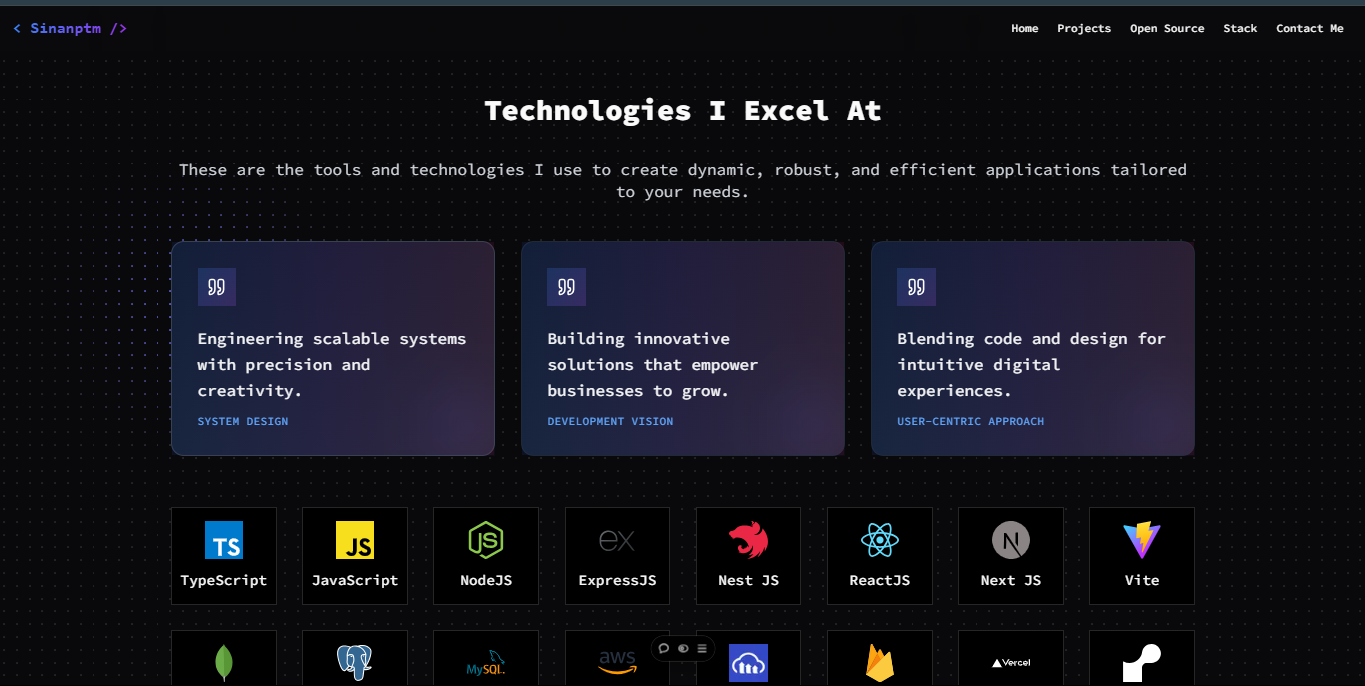 < Sinanptm />
Home Projects Open Source Stack Contact Me
Technologies I Excel At
These are the tools and technologies I use to create dynamic, robust, and efficient applications tailored
to your needs.
Engineering scalable systems
with precision and
creativity.
SYSTEM DESIGN
Building innovative
solutions that empower
businesses to grow.
DEVELOPMENT VISION
Blending code and design for
intuitive digital
experiences.
USER-CENTRIC APPROACH
TS
TypeScript
JS
JavaScript
JS
NodeJS
ex
ExpressJS
Nest JS
ReactJS
N
Next JS
Vite
MySQL
aws
Vercel